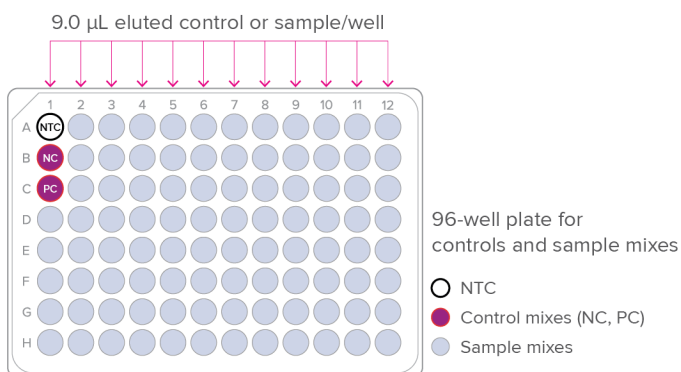 9.0 µL eluted control or sample/well
1 2 3 4 5 6 7 8 9 10 11 12
A NTC
B NC
C PC
D
E
F
G
H
96-well plate for
controls and sample mixes
NTC
Control mixes (NC, PC)
Sample mixes